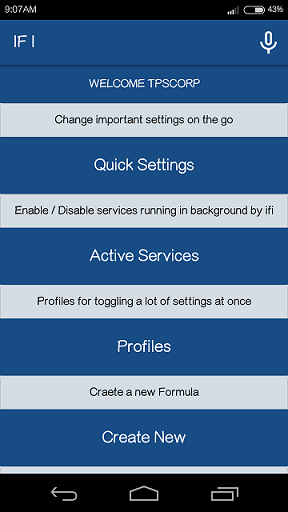 9:07AM
43%
IF I
WELCOME TPSCORP
Change important settings on the go
Quick Settings
Enable / Disable services running in background by ifi
Active Services
Profiles for toggling a lot of settings at once
Profiles
Craete a new Formula
Create New